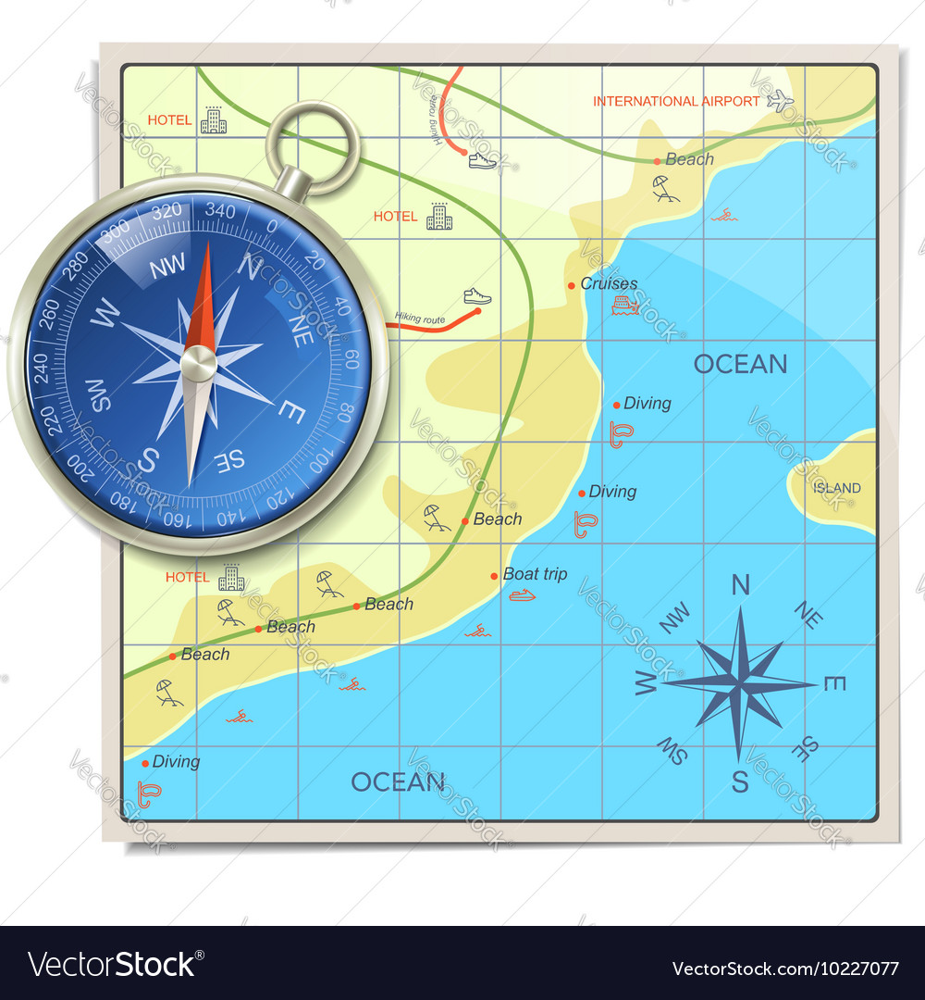 INTERNATIONAL AIRPORT
HOTEL
Hiking route
Beach
HOTEL
Cruises
Hiking route
OCEAN
Diving
ISLAND
Diving
Beach
Boat trip
HOTEL
Beach
Beach
Beach
Diving
OCEAN
N
NE
E
SE
S
SW
W
NW
0
20
40
60
80
100
120
140
160
180
200
220
240
260
280
300
320
340
N
NE
E
SE
S
SW
W
NW
VectorStock®
VectorStock.com/10227077